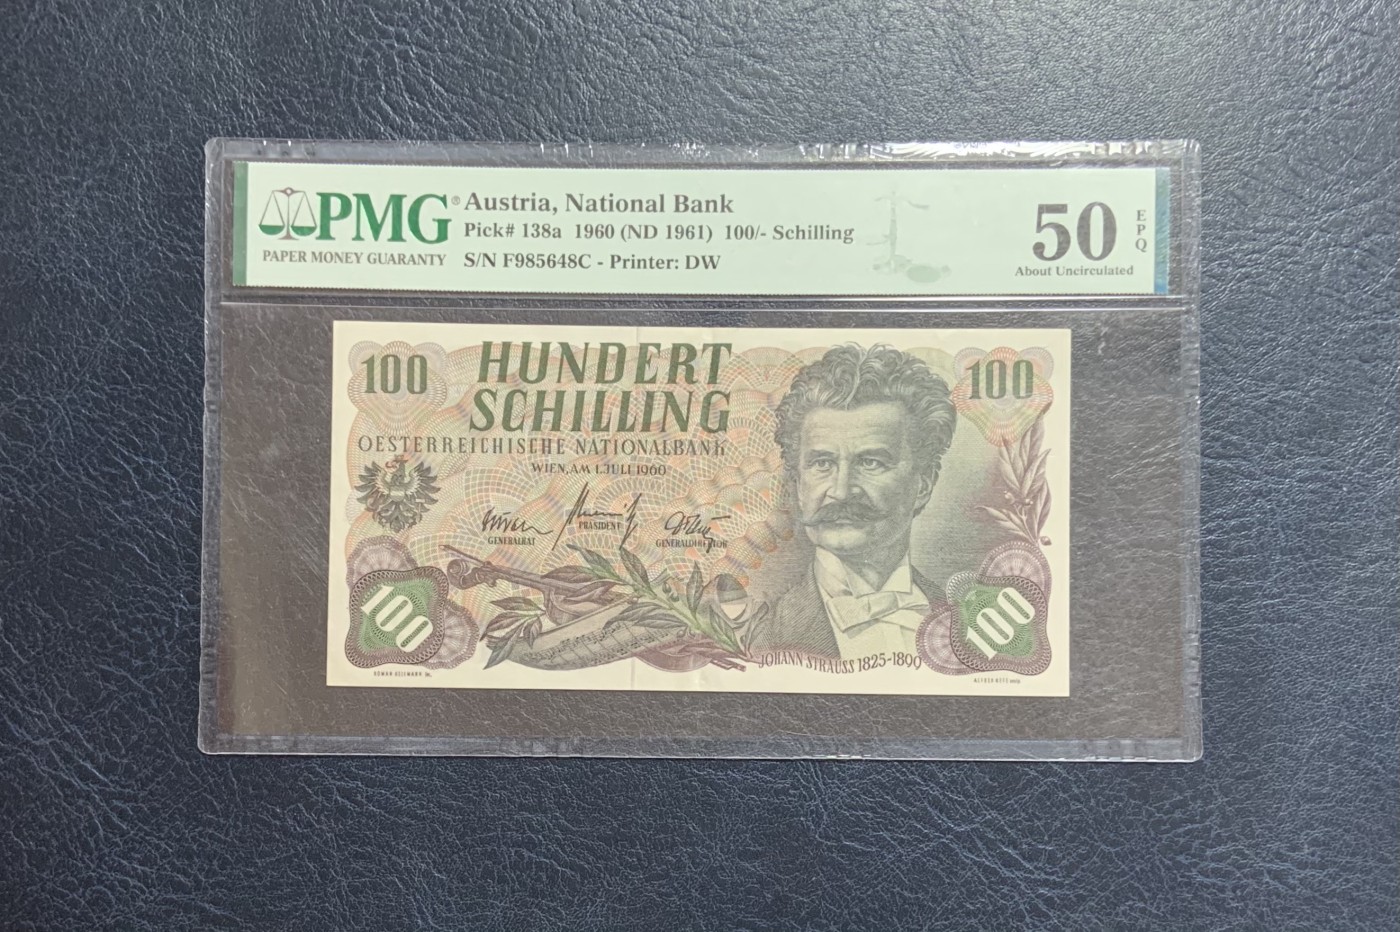 PMG®
PAPER MONEY GUARANTY
Austria, National Bank
Pick# 138a 1960 (ND 1961) 100/- Schilling
S/N F985648C - Printer: DW
50
EPQ
About Uncirculated
100
HUNDERT
SCHILLING
100
OESTERREICHISCHE NATIONALBANK
WIEN, AM 1. JULI 1960
GENERALRAT
PRÄSIDENT
GENERALDIREKTOR
100
100
JOHANN STRAUSS 1825-1899